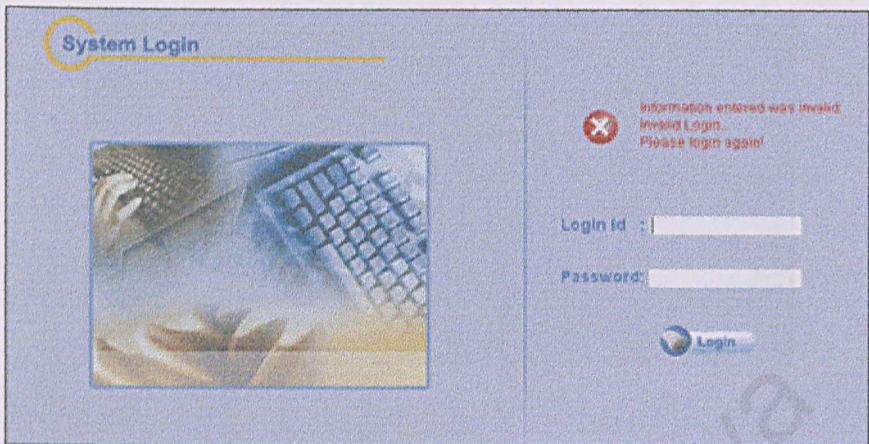 System Login
Information entered was invalid.
Invalid Login...
Please login again!
Login Id :
Password:
Login